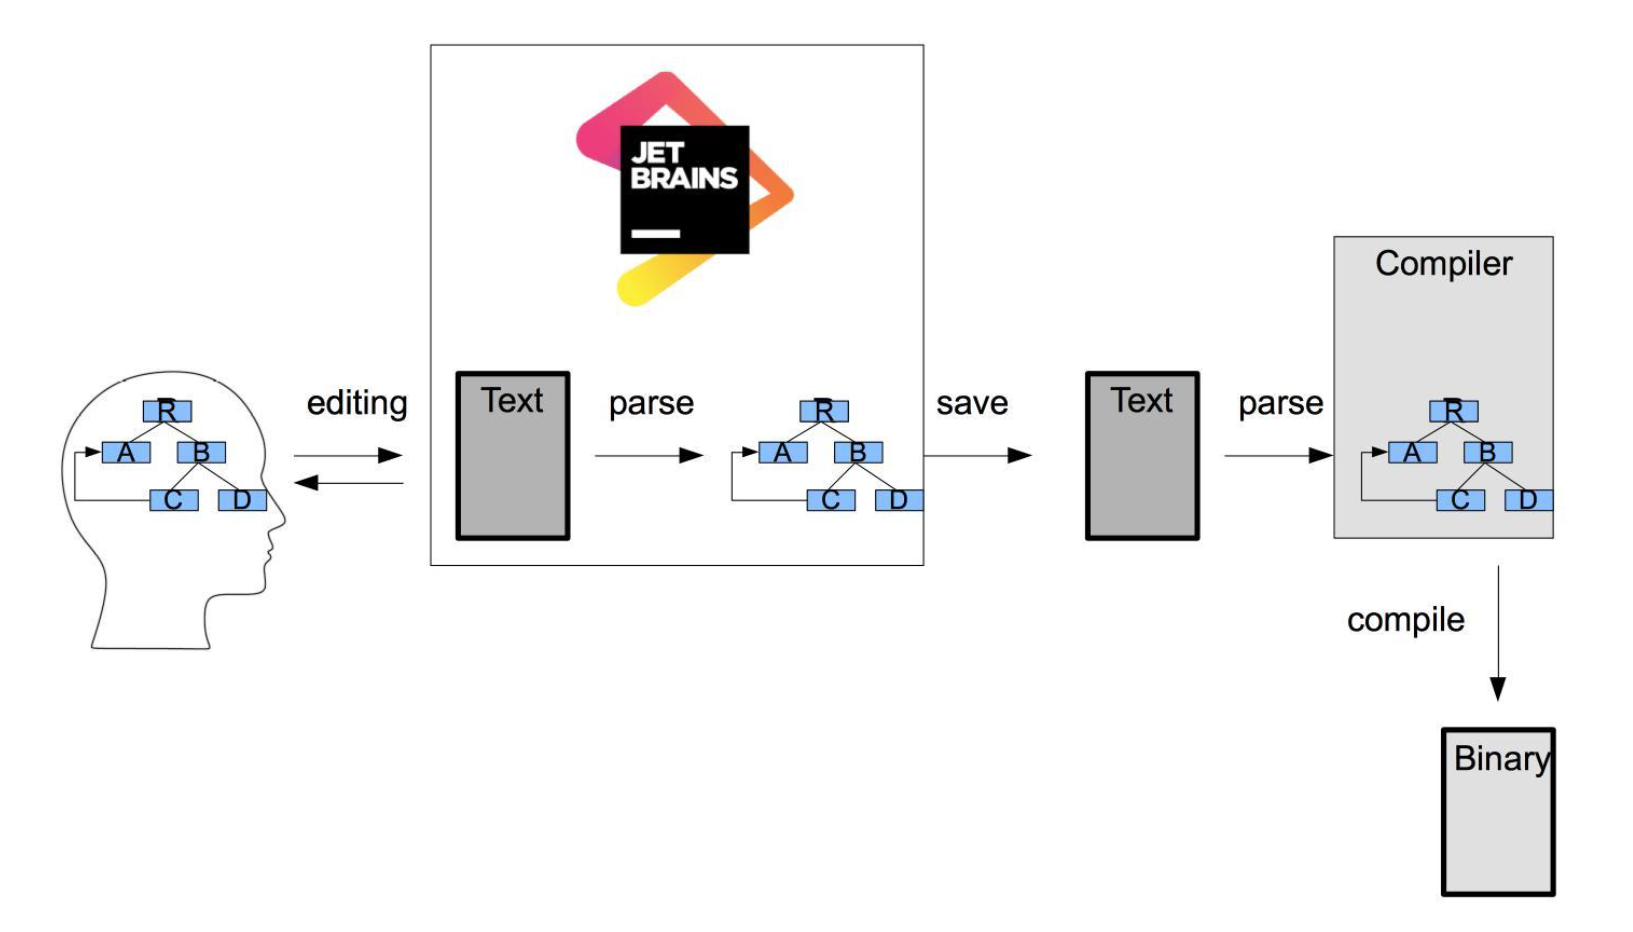 JET
BRAINS
Compiler
editing
Text
parse
save
Text
parse
R
A
B
C
D
R
A
B
C
D
R
A
B
C
D
compile
Binary